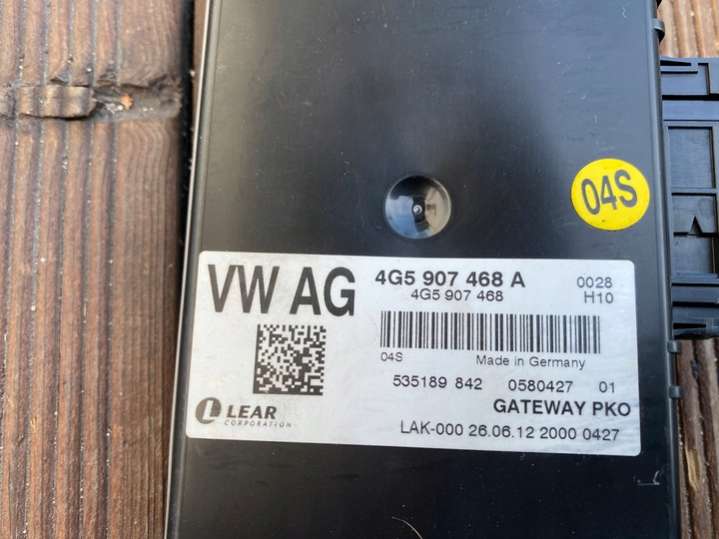 04S
VW AG
4G5 907 468 A
0028
4G5 907 468
H10
04S
Made in Germany
535189 842 0580427 01
LEAR
CORPORATION
GATEWAY PKO
LAK-000 26.06.12 2000 0427